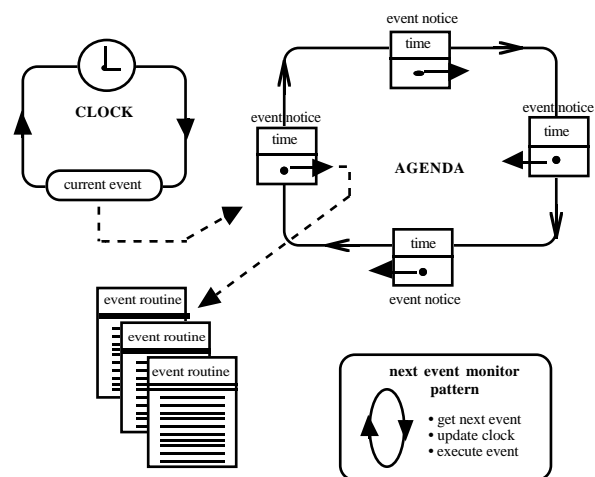 event notice
time
event notice
time
CLOCK
event notice
time
AGENDA
current event
time
event notice
event routine
event routine
event routine
next event monitor
pattern
• get next event
• update clock
• execute event